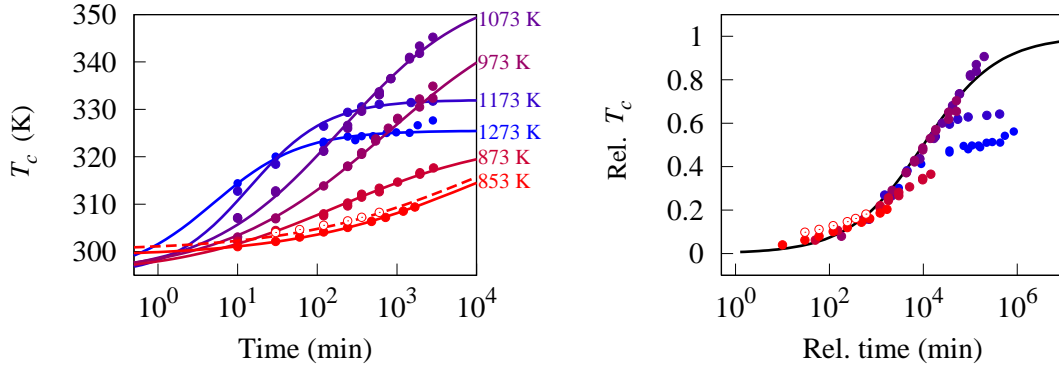 350
340
330
320
310
300
T_c (K)
10^0
10^1
10^2
10^3
10^4
Time (min)
1073 K
973 K
1173 K
1273 K
873 K
853 K
1
0.8
0.6
0.4
0.2
0
Rel. T_c
10^0
10^2
10^4
10^6
Rel. time (min)